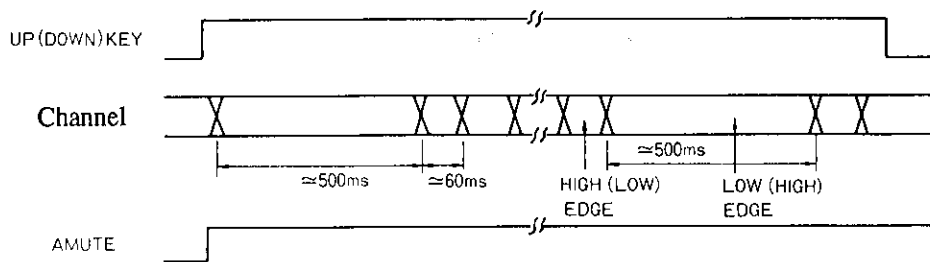 UP(DOWN)KEY
Channel
≃500ms
≃60ms
≃500ms
HIGH (LOW)
EDGE
LOW (HIGH)
EDGE
AMUTE